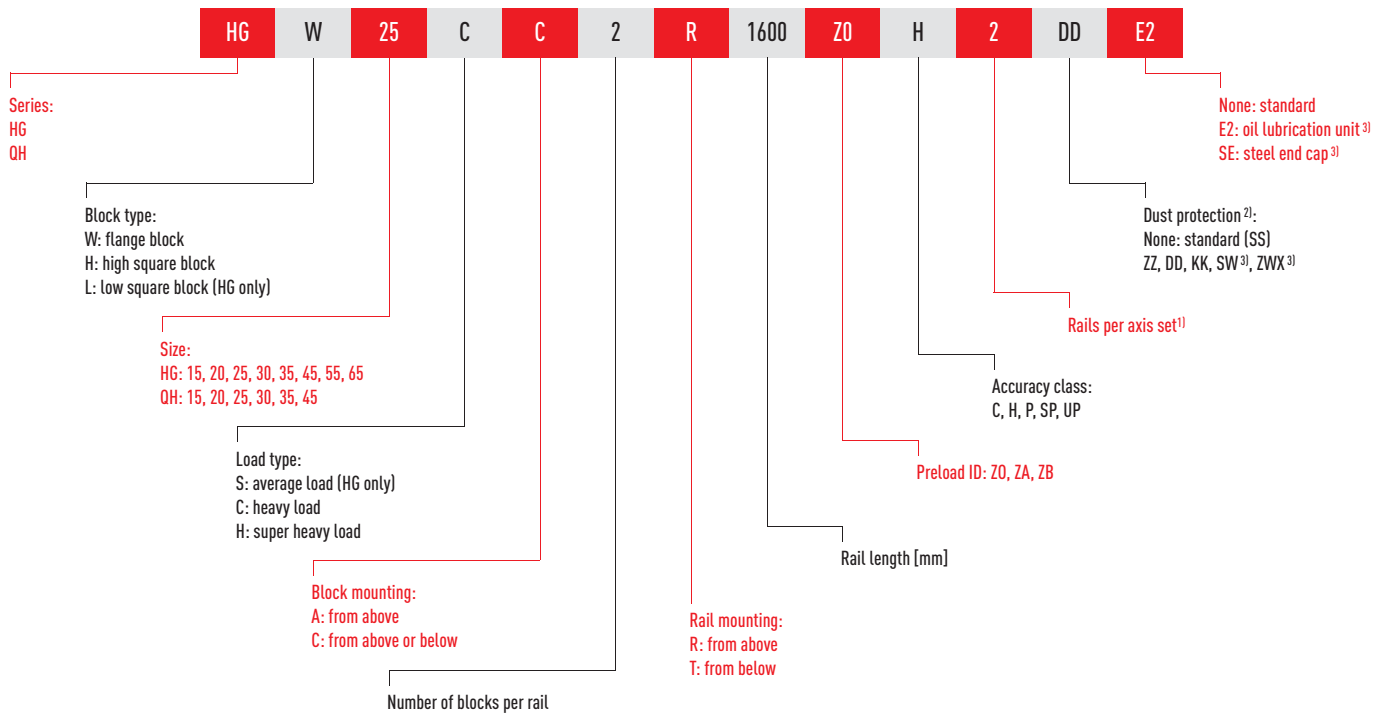 HG W 25 C C 2 R 1600 Z0 H 2 DD E2
Series:
HG
QH
Block type:
W: flange block
H: high square block
L: low square block (HG only)
Size:
HG: 15, 20, 25, 30, 35, 45, 55, 65
QH: 15, 20, 25, 30, 35, 45
Load type:
S: average load (HG only)
C: heavy load
H: super heavy load
Block mounting:
A: from above
C: from above or below
Number of blocks per rail
Rail mounting:
R: from above
T: from below
Rail length [mm]
Preload ID: Z0, ZA, ZB
Accuracy class:
C, H, P, SP, UP
Rails per axis set1)
Dust protection 2):
None: standard (SS)
ZZ, DD, KK, SW 3), ZWX 3)
None: standard
E2: oil lubrication unit 3)
SE: steel end cap 3)